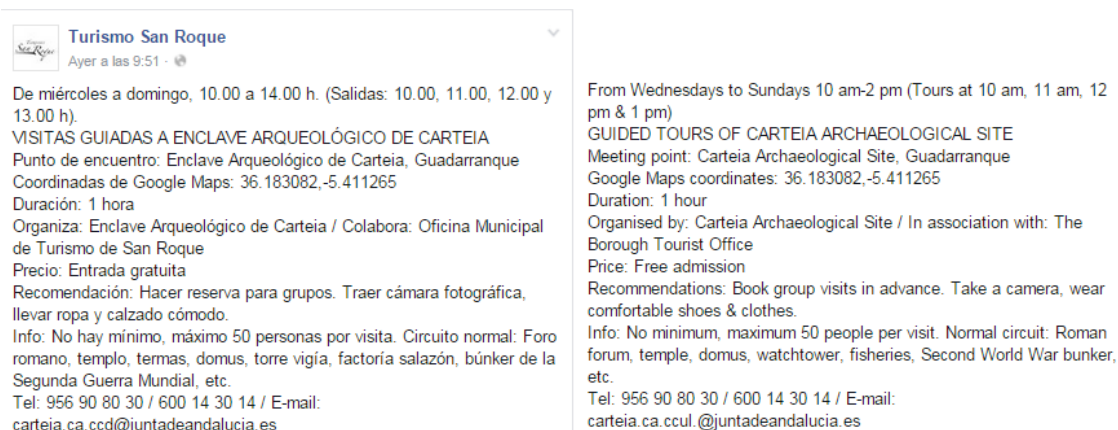 San Roque
Turismo San Roque
Ayer a las 9:51 ·
De miércoles a domingo, 10.00 a 14.00 h. (Salidas: 10.00, 11.00, 12.00 y
13.00 h).
VISITAS GUIADAS A ENCLAVE ARQUEOLÓGICO DE CARTEIA
Punto de encuentro: Enclave Arqueológico de Carteia, Guadarranque
Coordinadas de Google Maps: 36.183082,-5.411265
Duración: 1 hora
Organiza: Enclave Arqueológico de Carteia / Colabora: Oficina Municipal
de Turismo de San Roque
Precio: Entrada gratuita
Recomendación: Hacer reserva para grupos. Traer cámara fotográfica,
llevar ropa y calzado cómodo.
Info: No hay mínimo, máximo 50 personas por visita. Circuito normal: Foro
romano, templo, termas, domus, torre vigía, factoría salazón, búnker de la
Segunda Guerra Mundial, etc.
Tel: 956 90 80 30 / 600 14 30 14 / E-mail:
carteia.ca.ccd@juntadeandalucia.es
From Wednesdays to Sundays 10 am-2 pm (Tours at 10 am, 11 am, 12
pm & 1 pm)
GUIDED TOURS OF CARTEIA ARCHAEOLOGICAL SITE
Meeting point: Carteia Archaeological Site, Guadarranque
Google Maps coordinates: 36.183082,-5.411265
Duration: 1 hour
Organised by: Carteia Archaeological Site / In association with: The
Borough Tourist Office
Price: Free admission
Recommendations: Book group visits in advance. Take a camera, wear
comfortable shoes & clothes.
Info: No minimum, maximum 50 people per visit. Normal circuit: Roman
forum, temple, domus, watchtower, fisheries, Second World War bunker,
etc.
Tel: 956 90 80 30 / 600 14 30 14 / E-mail:
carteia.ca.ccul.@juntadeandalucia.es